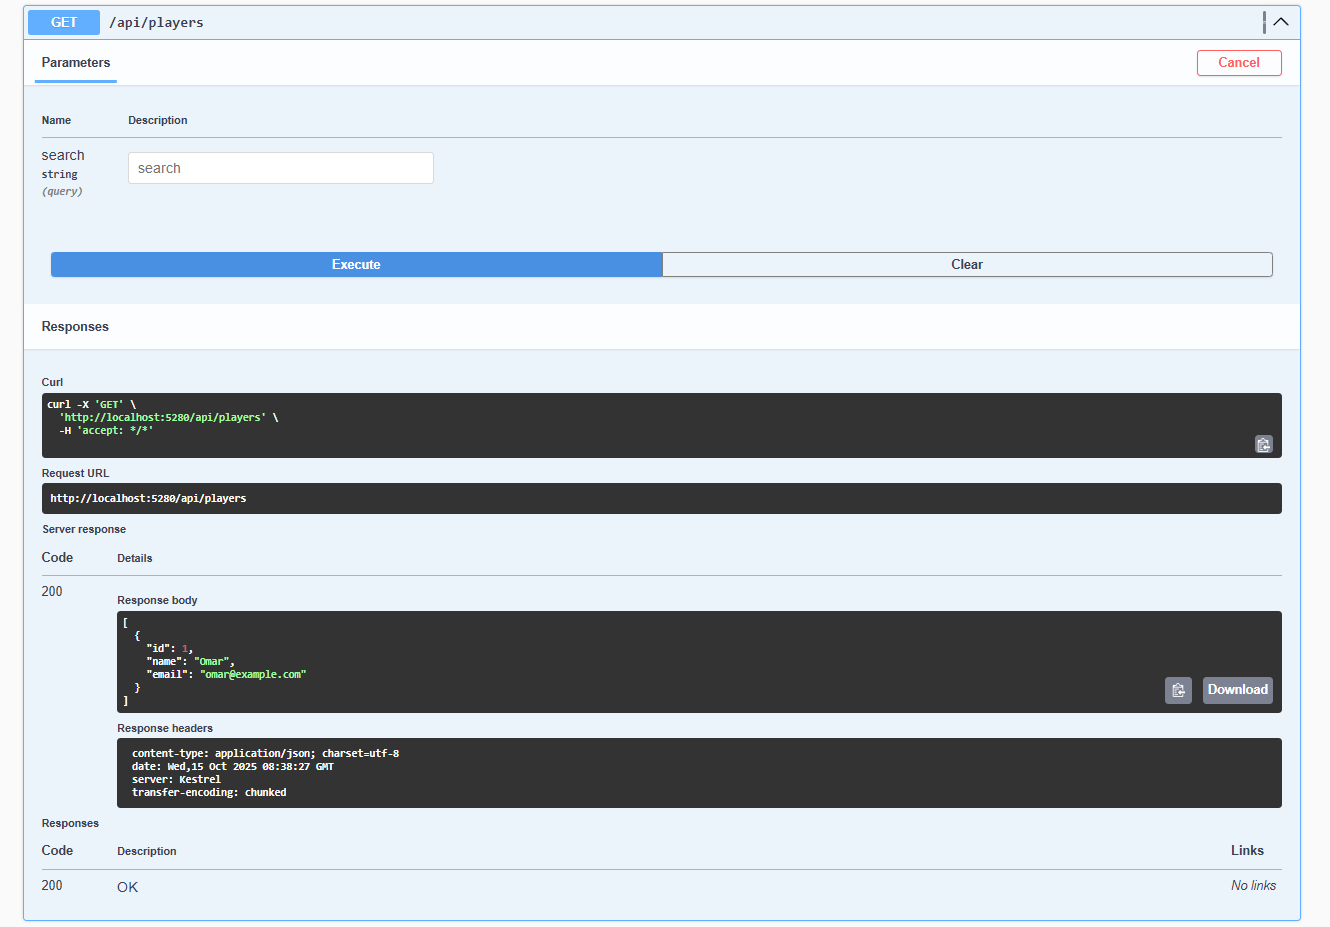 GET /api/players
Parameters
Cancel
Name Description
search
string
(query)
search
Execute
Clear
Responses
Curl
curl -X 'GET' \
  'http://localhost:5280/api/players' \
  -H 'accept: */*'
Request URL
http://localhost:5280/api/players
Server response
Code Details
200
Response body
[
  {
    "id": 1,
    "name": "Omar",
    "email": "omar@example.com"
  }
]
Download
Response headers
content-type: application/json; charset=utf-8
date: Wed,15 Oct 2025 08:38:27 GMT
server: Kestrel
transfer-encoding: chunked
Responses
Code Description Links
200 OK No links